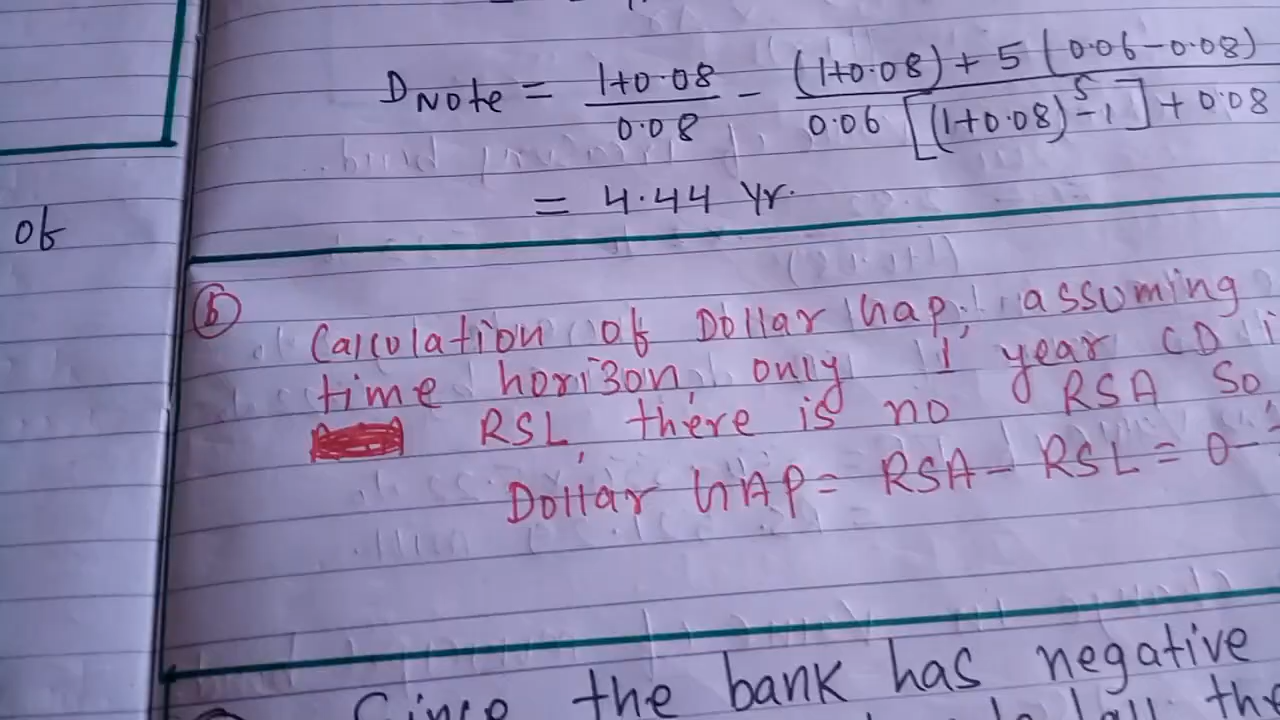 of
D Note = 1+0.08 / 0.08 - (1+0.08) + 5 (0.06-0.08) / 0.06 [(1+0.08)^5 -1] + 0.08
= 4.44 Yr.
(b)
Calculation of Dollar Gap, assuming
time horizon, only 1 year CD
RSL, there is no RSA So,
Dollar GAP = RSA - RSL = 0 -
Since the bank has negative